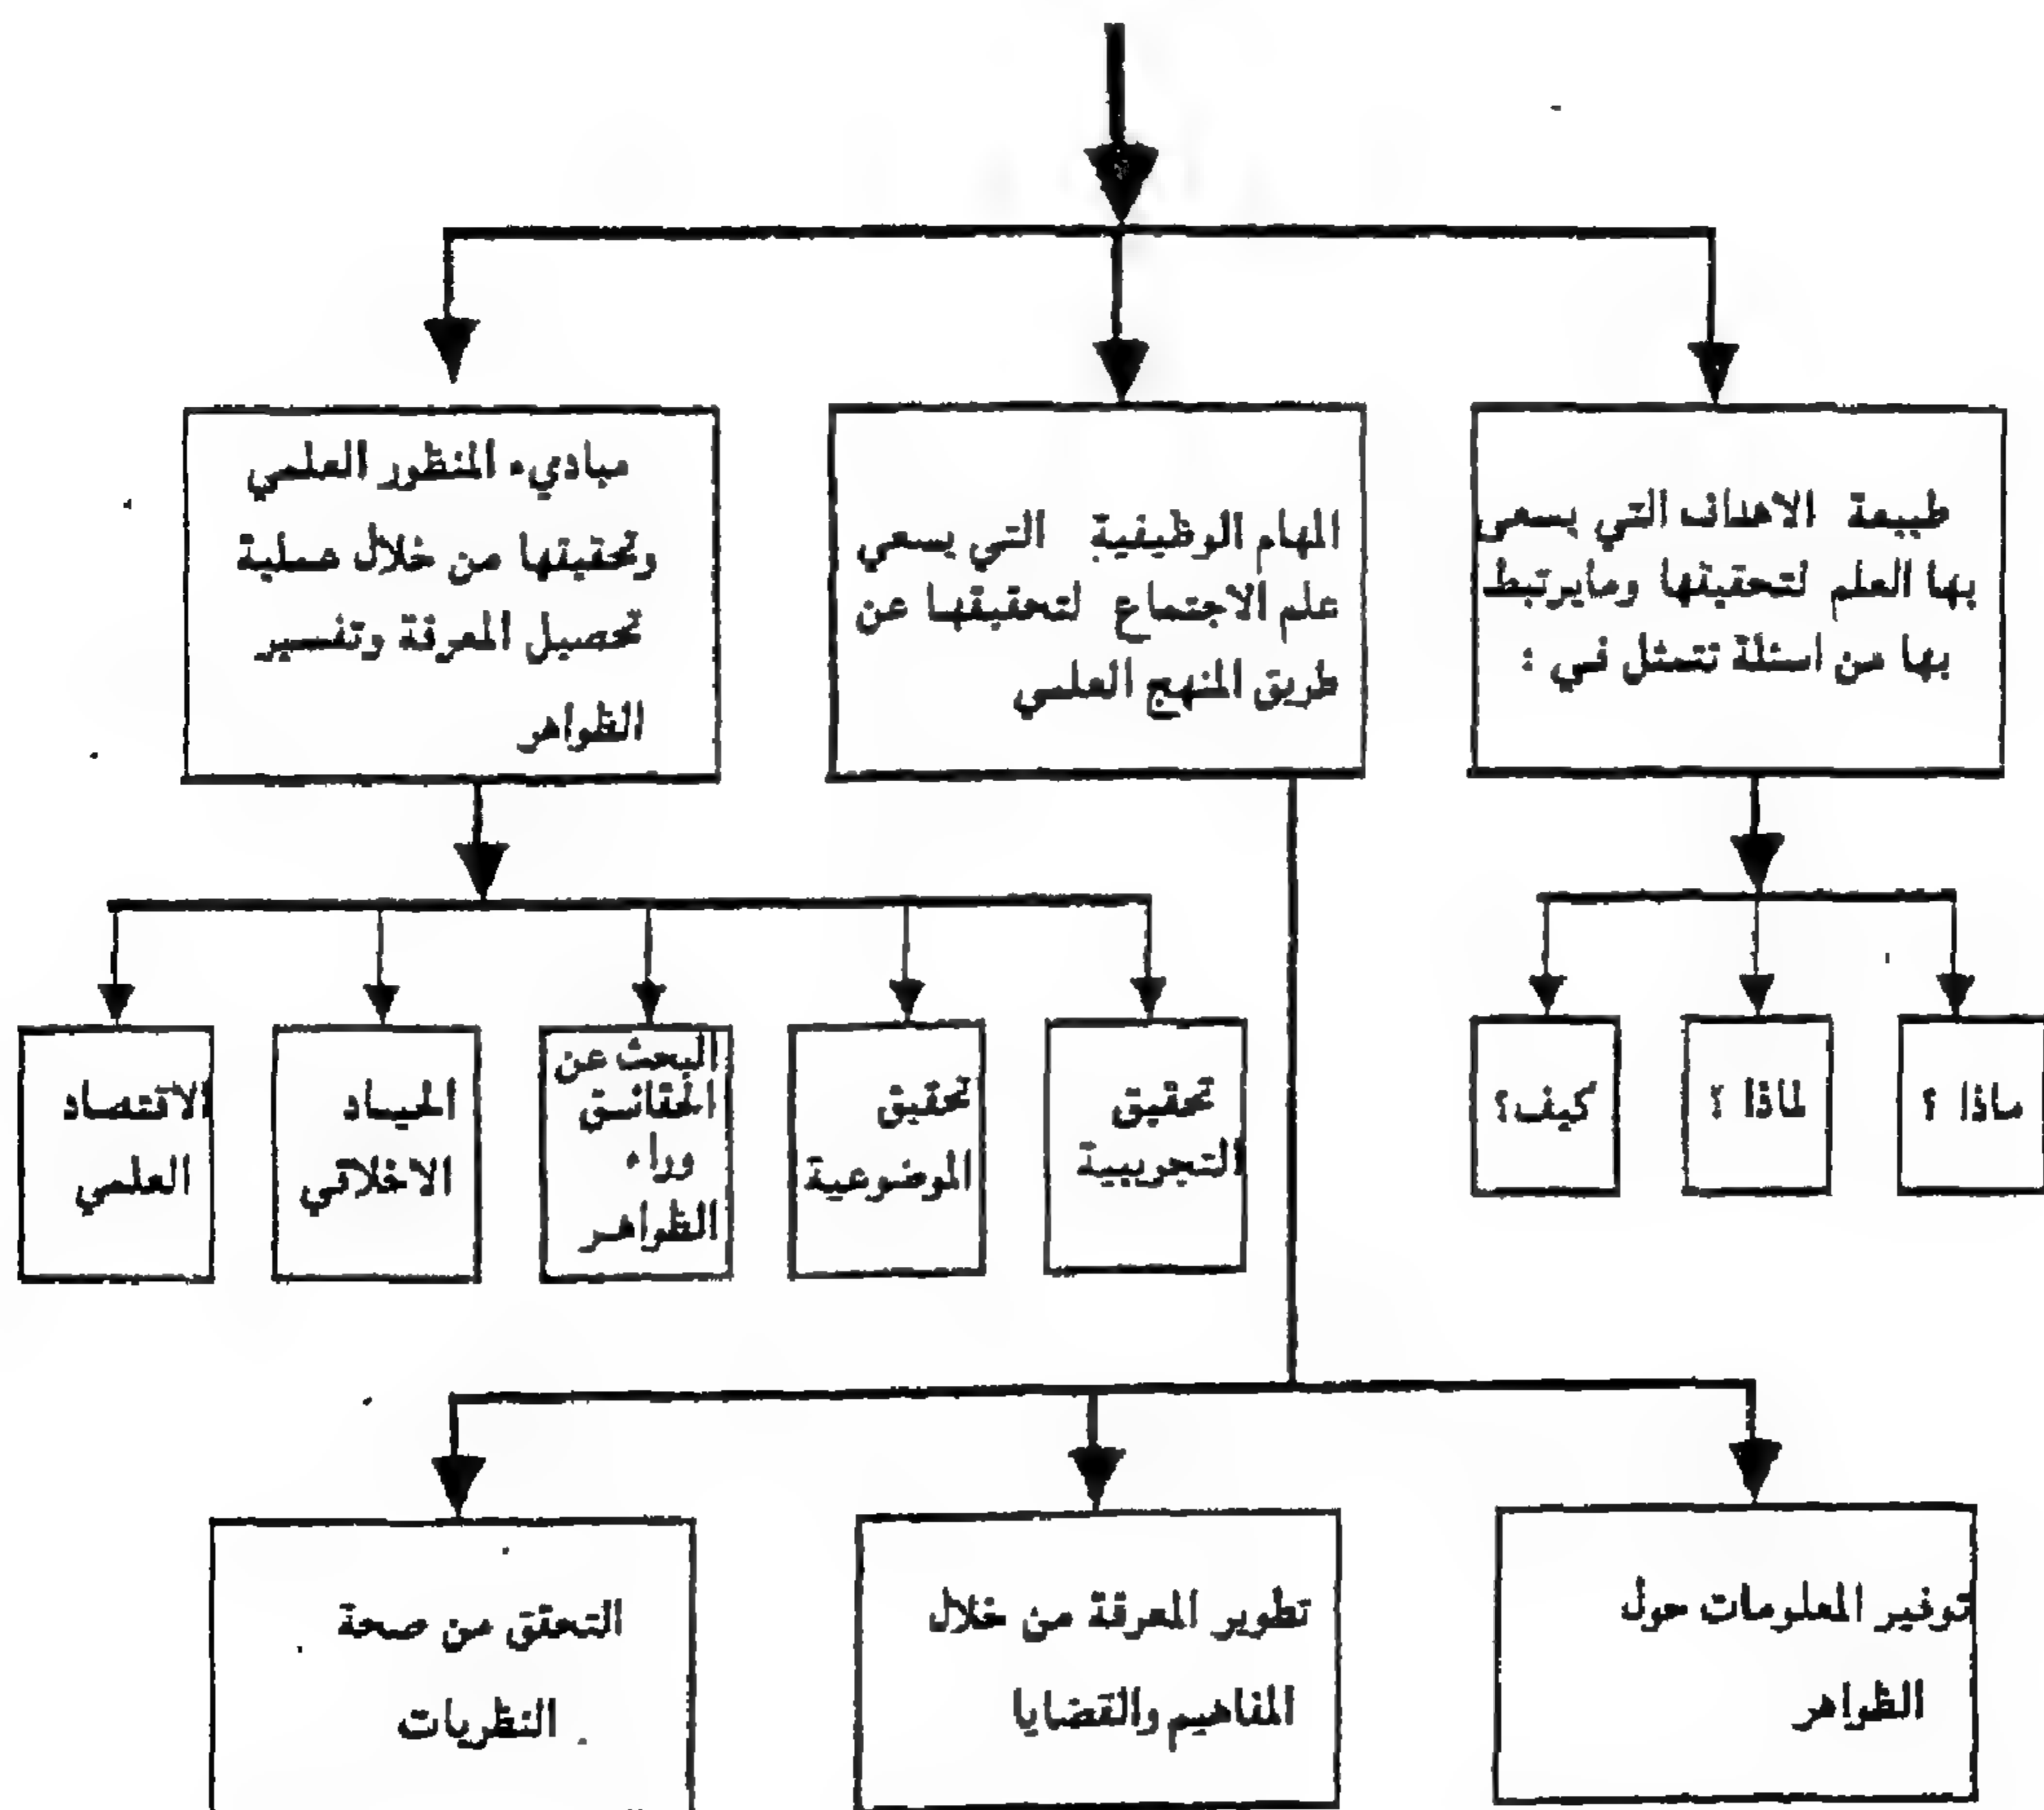 طبيعة الاهداف التي يسعى
بها العلم لتحقيقها ومايرتبط
بها من اسئلة تتمثل في :
المهام الوظيفية التي يسعي
علم الاجتماع لتحقيقها عن
طريق المنهج العلمي
مباديء المنظور العلمي
وتحقيقها من خلال عملية
تحصيل المعرفة وتفسير
الظواهر
ماذا ؟
لماذا ؟
كيف؟
تحقيق
التجريبية
تحقيق
الموضوعية
البحث عن
الحقائق
وراء
الظواهر
الحياد
الاخلاقي
الاقتصاد
العلمي
توفير المعلومات حول
الظواهر
تطوير المعرفة من خلال
المفاهيم والقضايا
التحقق من صحة
النظريات